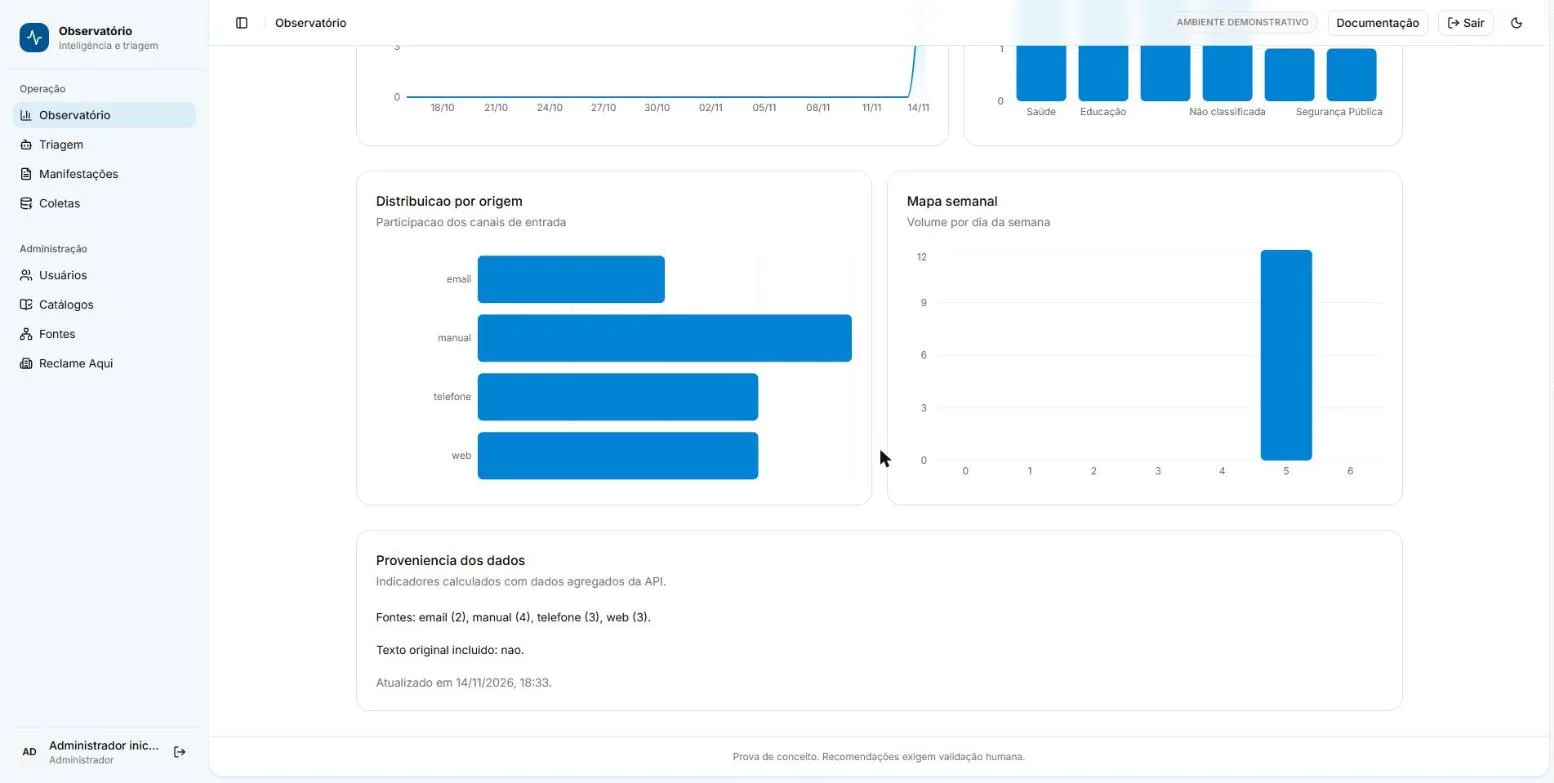 Observatório
Inteligência e triagem
Operação
Observatório
Triagem
Manifestações
Coletas
Administração
Usuários
Catálogos
Fontes
Reclame Aqui
AD
Administrador inic...
Administrador
Observatório
AMBIENTE DEMONSTRATIVO
Documentação
Sair
3
0
18/10 21/10 24/10 27/10 30/10 02/11 05/11 08/11 11/11 14/11
1
0
Saúde Educação Não classificada Segurança Pública
Distribuicao por origem
Participacao dos canais de entrada
email
manual
telefone
web
Mapa semanal
Volume por dia da semana
12
9
6
3
0
0 1 2 3 4 5 6
Proveniencia dos dados
Indicadores calculados com dados agregados da API.
Fontes: email (2), manual (4), telefone (3), web (3).
Texto original incluido: nao.
Atualizado em 14/11/2026, 18:33.
Prova de conceito. Recomendações exigem validação humana.